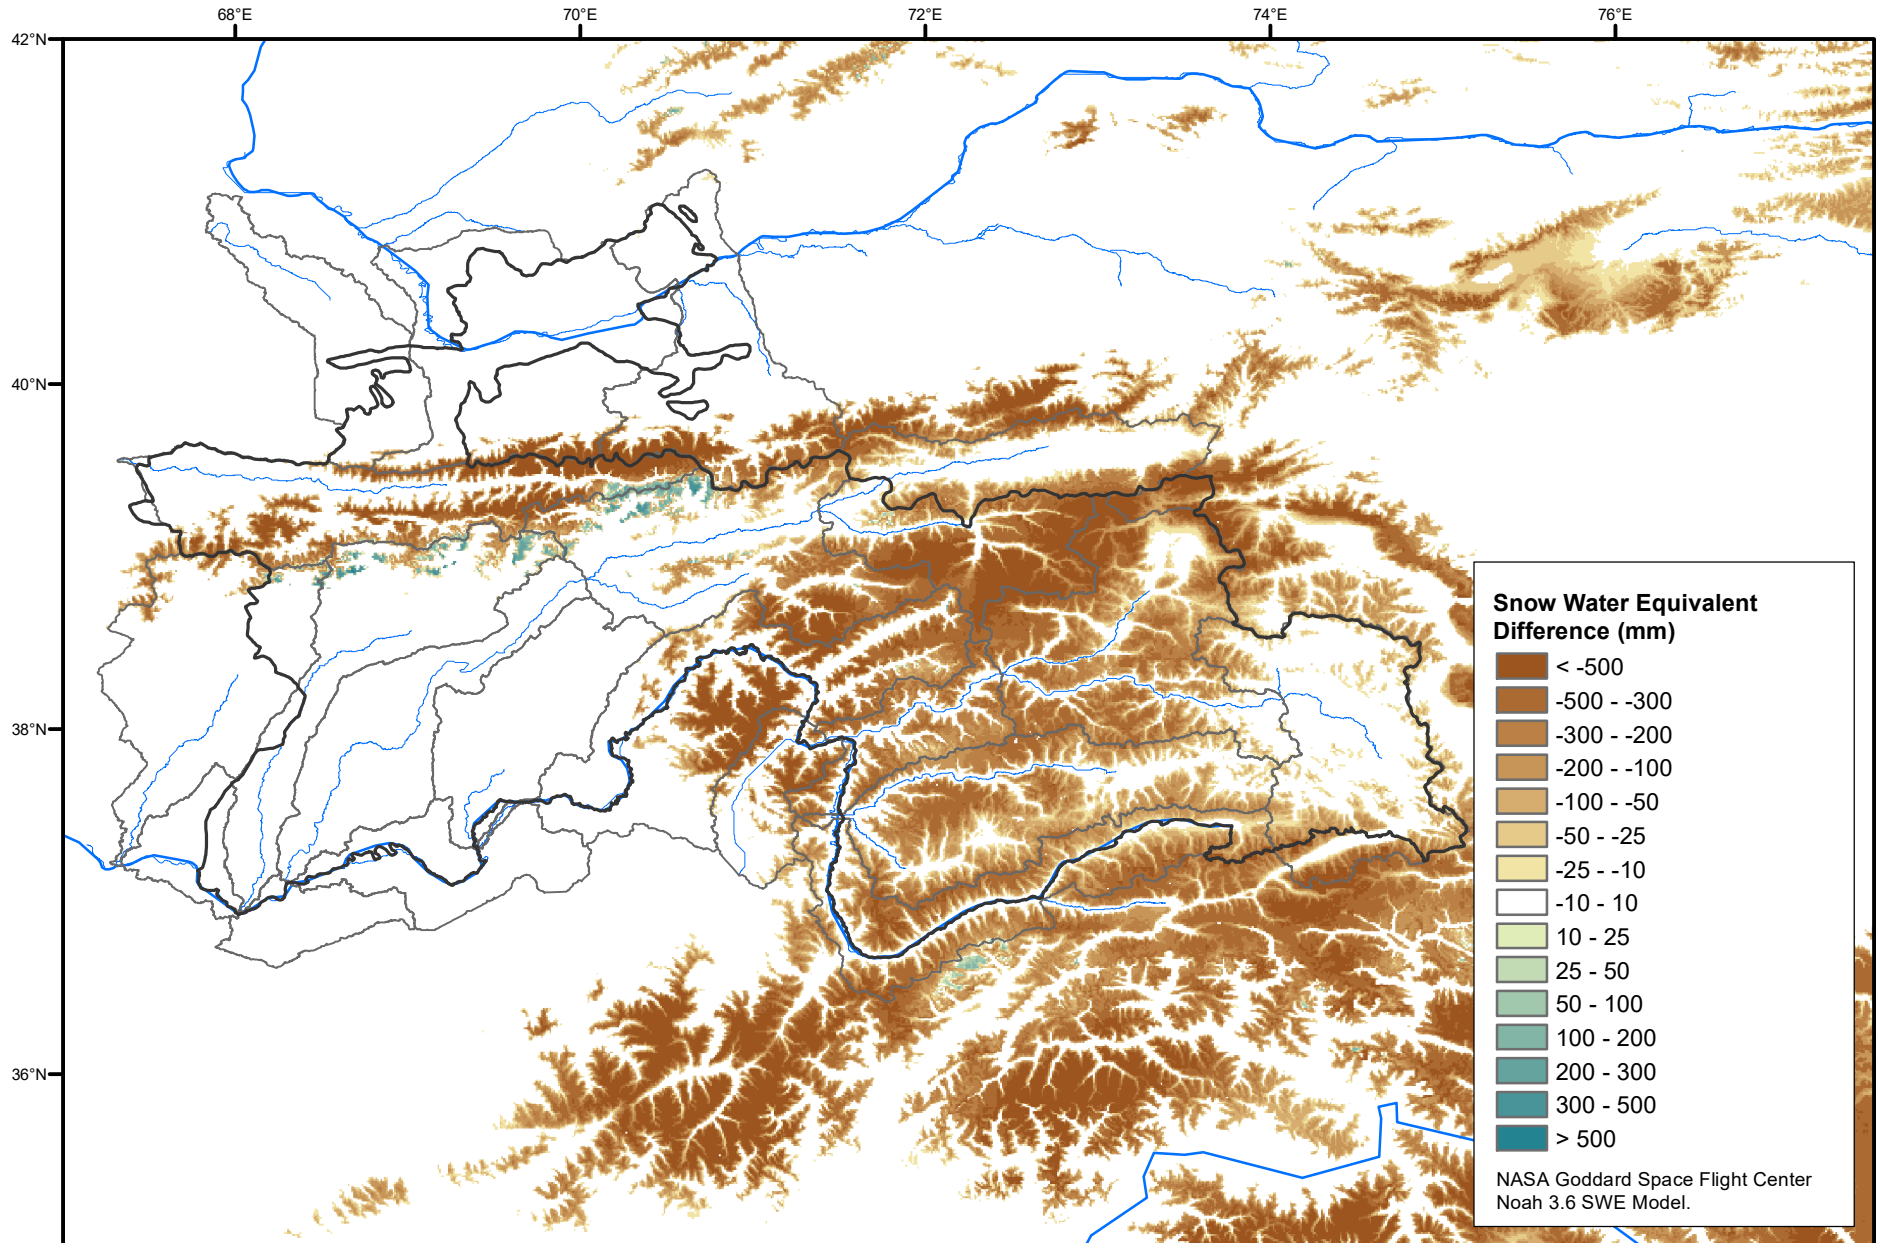 68°E
70°E
72°E
74°E
76°E
42°N
40°N
38°N
36°N
Snow Water Equivalent
Difference (mm)
< -500
-500 - -300
-300 - -200
-200 - -100
-100 - -50
-50 - -25
-25 - -10
-10 - 10
10 - 25
25 - 50
50 - 100
100 - 200
200 - 300
300 - 500
> 500
NASA Goddard Space Flight Center
Noah 3.6 SWE Model.